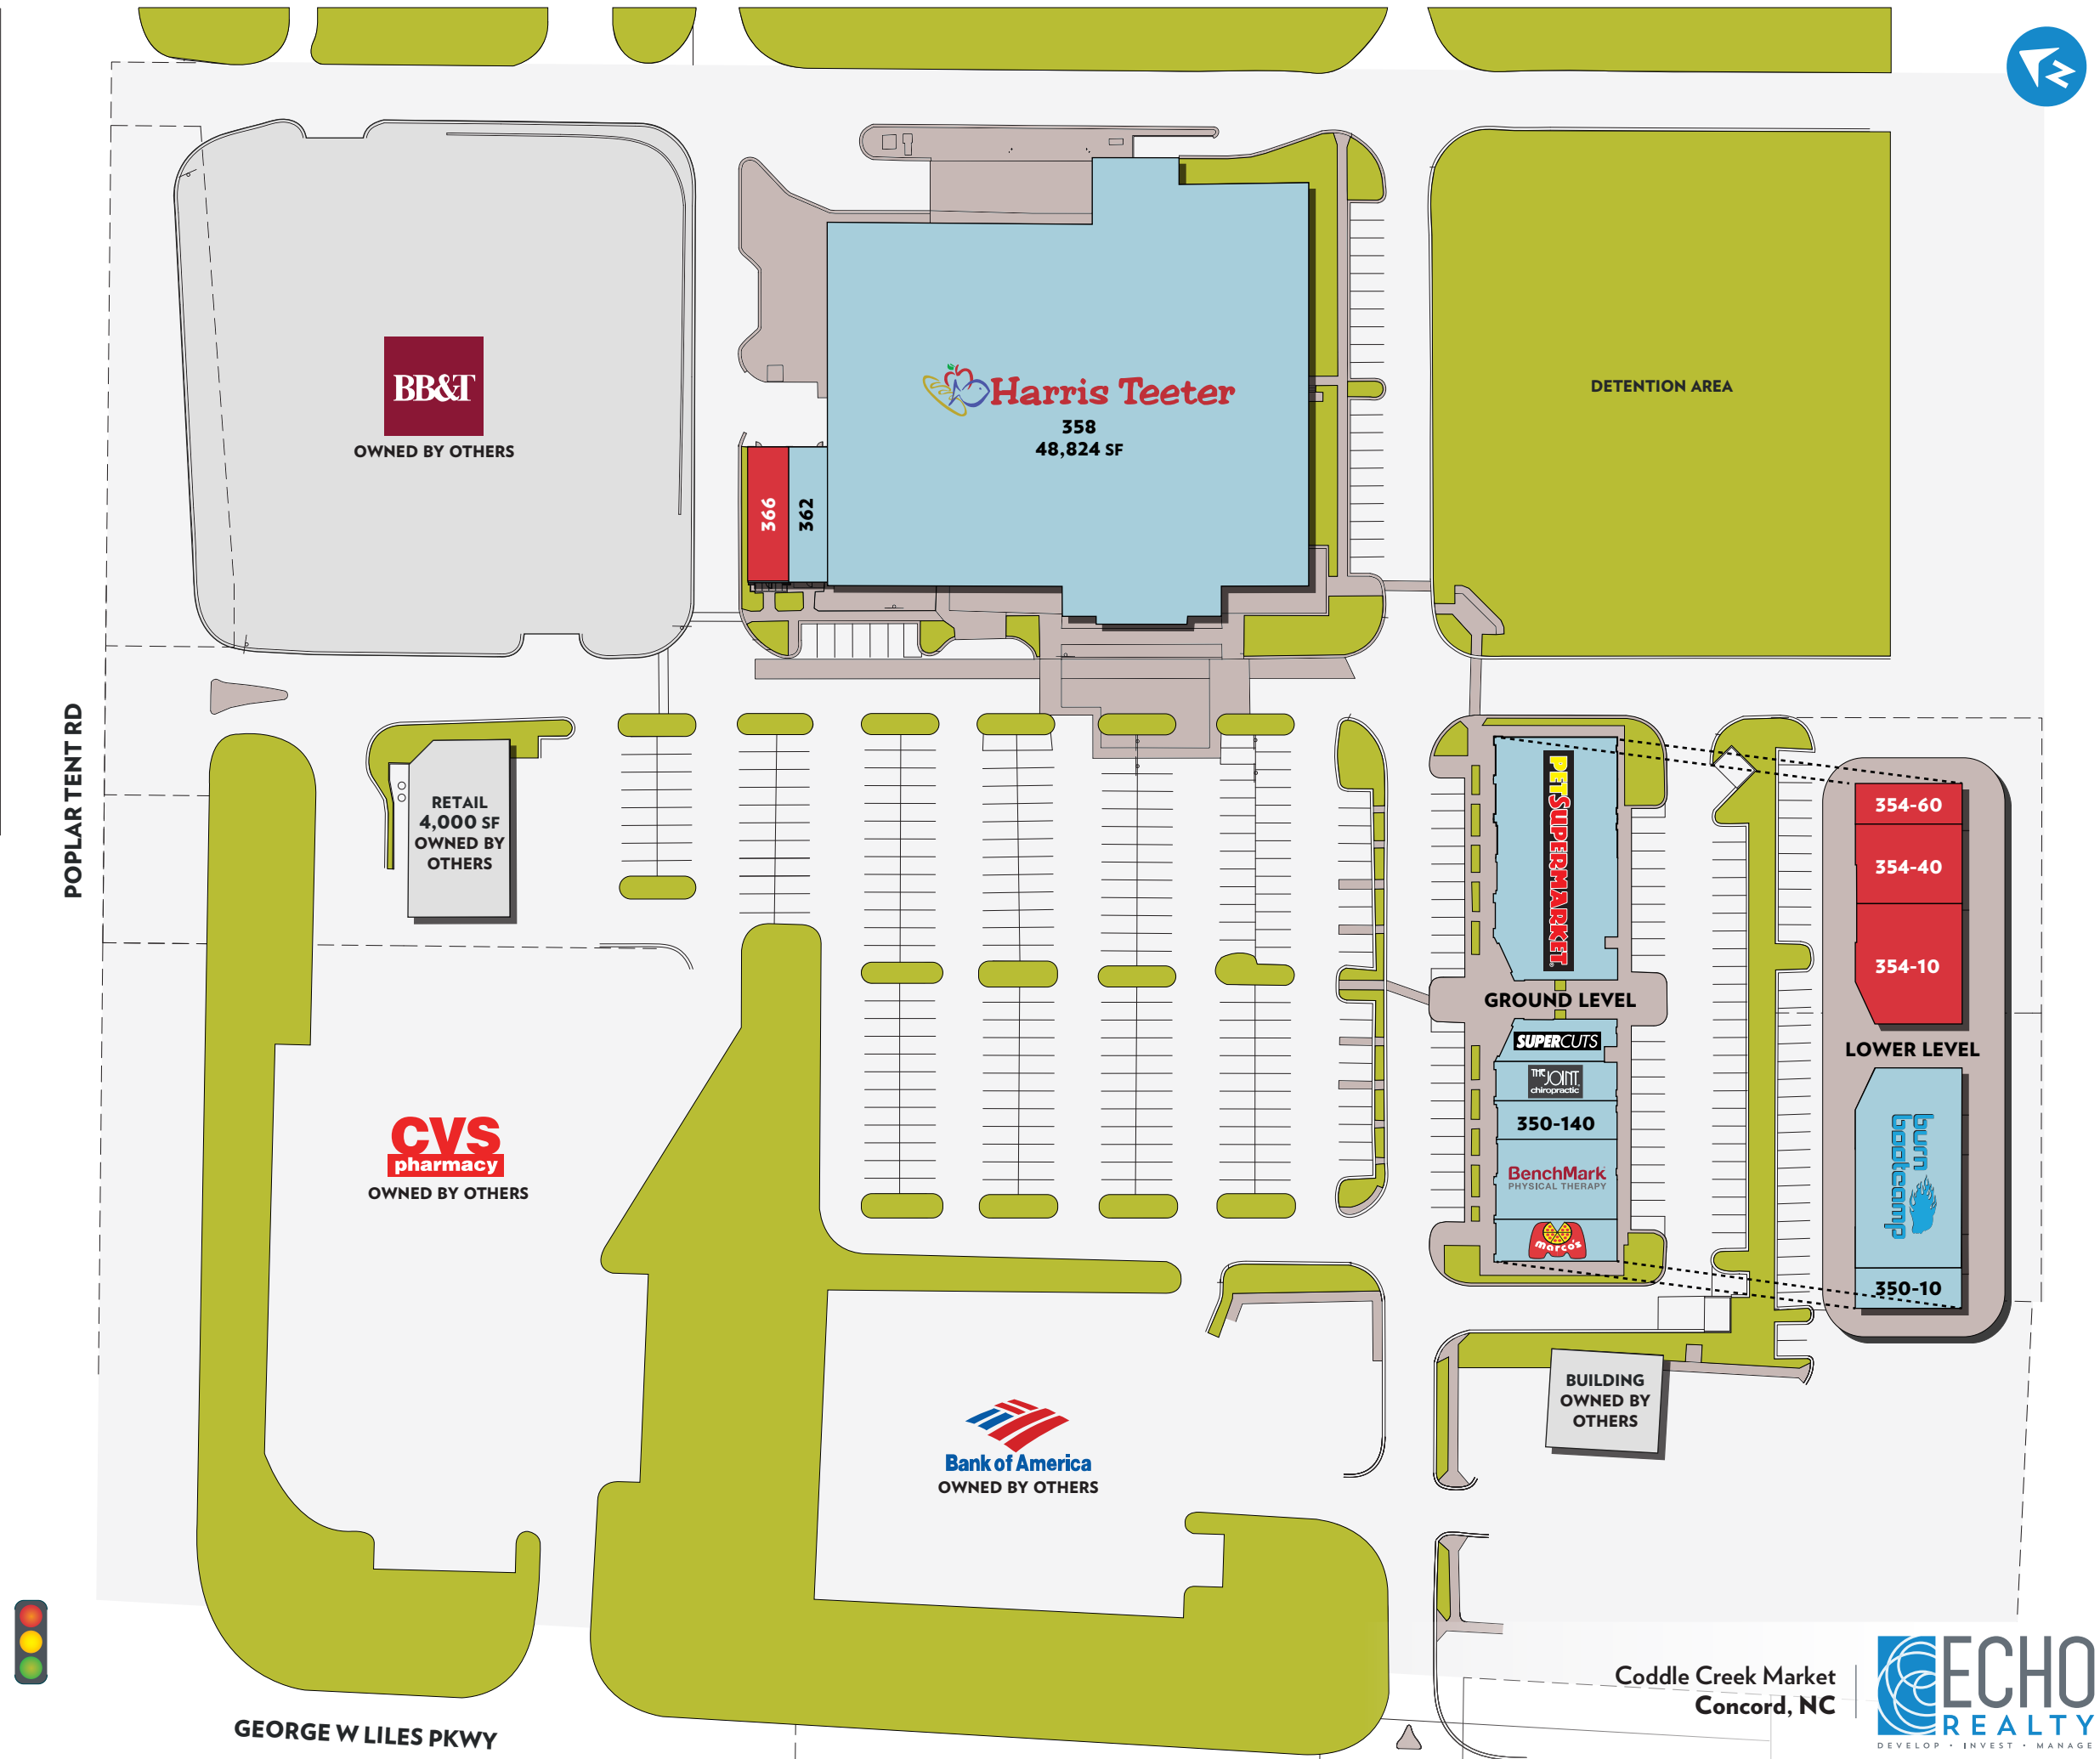 N
BB&T
OWNED BY OTHERS
Harris Teeter
358
48,824 SF
366
362
DETENTION AREA
POPLAR TENT RD
RETAIL
4,000 SF
OWNED BY
OTHERS
PETSUPERMARKET
GROUND LEVEL
SUPERCUTS
THE JOINT
chiropractic
350-140
BenchMark
PHYSICAL THERAPY
marco's
354-60
354-40
354-10
LOWER LEVEL
burn
bootcamp
350-10
CVS
pharmacy
OWNED BY OTHERS
Bank of America
OWNED BY OTHERS
BUILDING
OWNED BY
OTHERS
GEORGE W LILES PKWY
Coddle Creek Market
Concord, NC
ECHO
REALTY
DEVELOP • INVEST • MANAGE